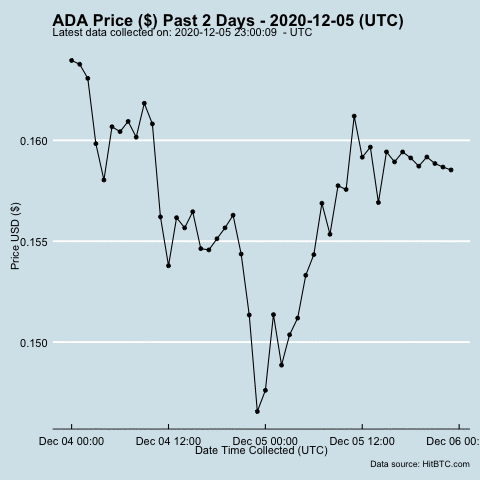 ADA Price ($) Past 2 Days - 2020-12-05 (UTC)
Latest data collected on: 2020-12-05 23:00:09  - UTC
0.160
0.155
0.150
Price USD ($)
Dec 04 00:00 Dec 04 12:00 Dec 05 00:00 Dec 05 12:00 Dec 06 00:
Date Time Collected (UTC)
Data source: HitBTC.com